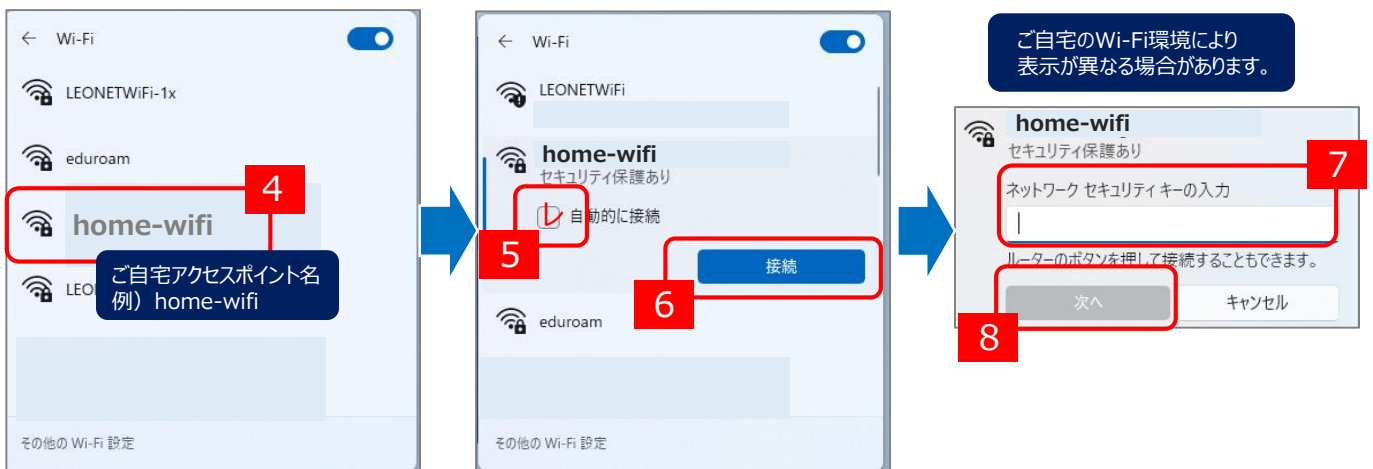 ← Wi-Fi
LEONETWiFi-1x
eduroam
4
home-wifi
ご自宅アクセスポイント名
例）home-wifi
LEO
その他の Wi-Fi 設定
← Wi-Fi
LEONETWiFi
home-wifi
セキュリティ保護あり
5
自動的に接続
6
接続
eduroam
その他の Wi-Fi 設定
ご自宅のWi-Fi環境により
表示が異なる場合があります。
home-wifi
セキュリティ保護あり
7
ネットワーク セキュリティ キーの入力
ルーターのボタンを押して接続することもできます。
8
次へ キャンセル